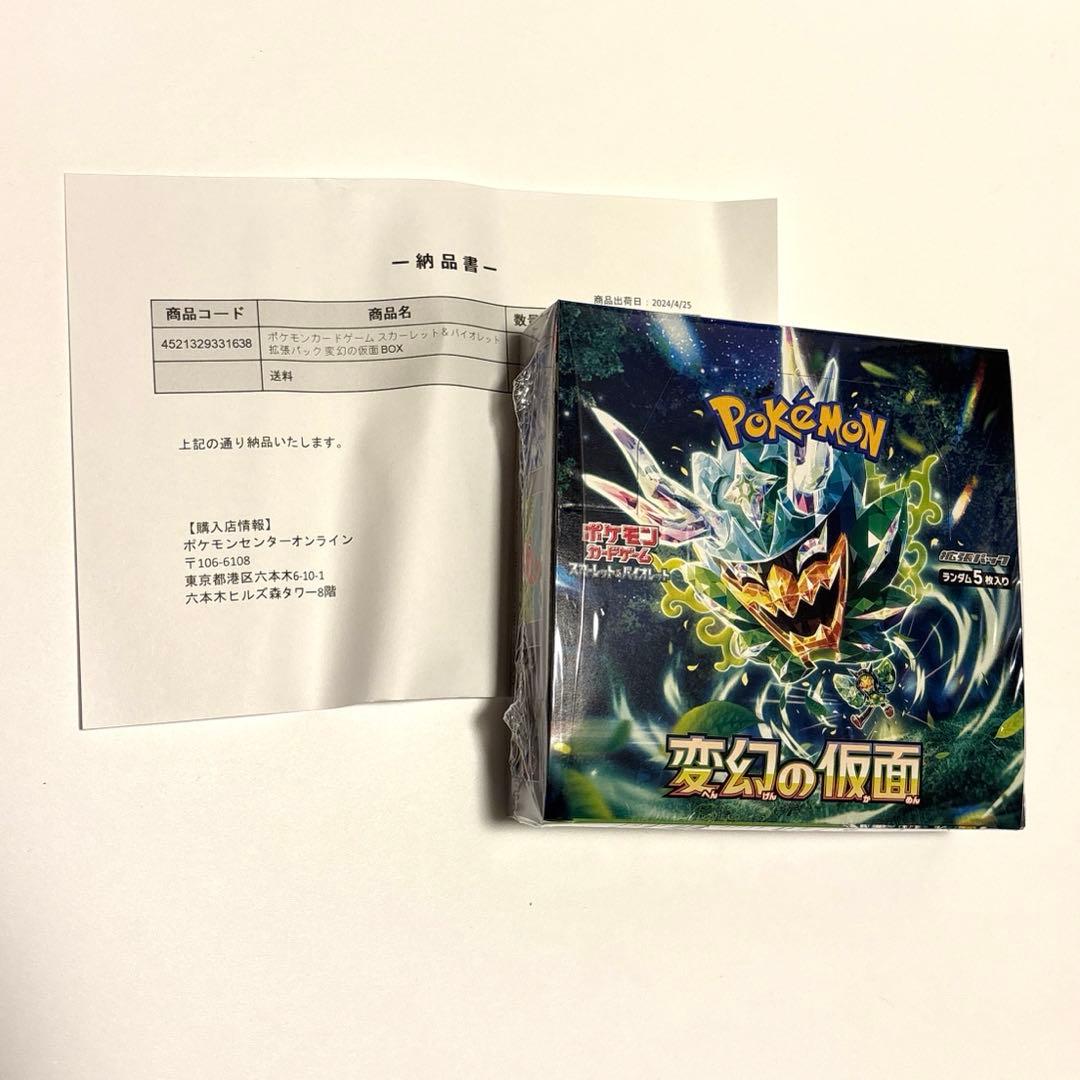 ー納品書ー
商品出荷日：2024/4/25
商品コード 商品名
4521329331638 ポケモンカードゲーム スカーレット＆バイオレット
拡張パック 変幻の仮面 BOX
送料
上記の通り納品いたします。
【購入店情報】
ポケモンセンターオンライン
〒106-6108
東京都港区六本木6-10-1
六本木ヒルズ森タワー8階
POKéMON
ポケモン
カードゲーム
スカーレット&バイオレット
拡張パック
ランダム5枚入り
変幻の仮面
へん げん か めん